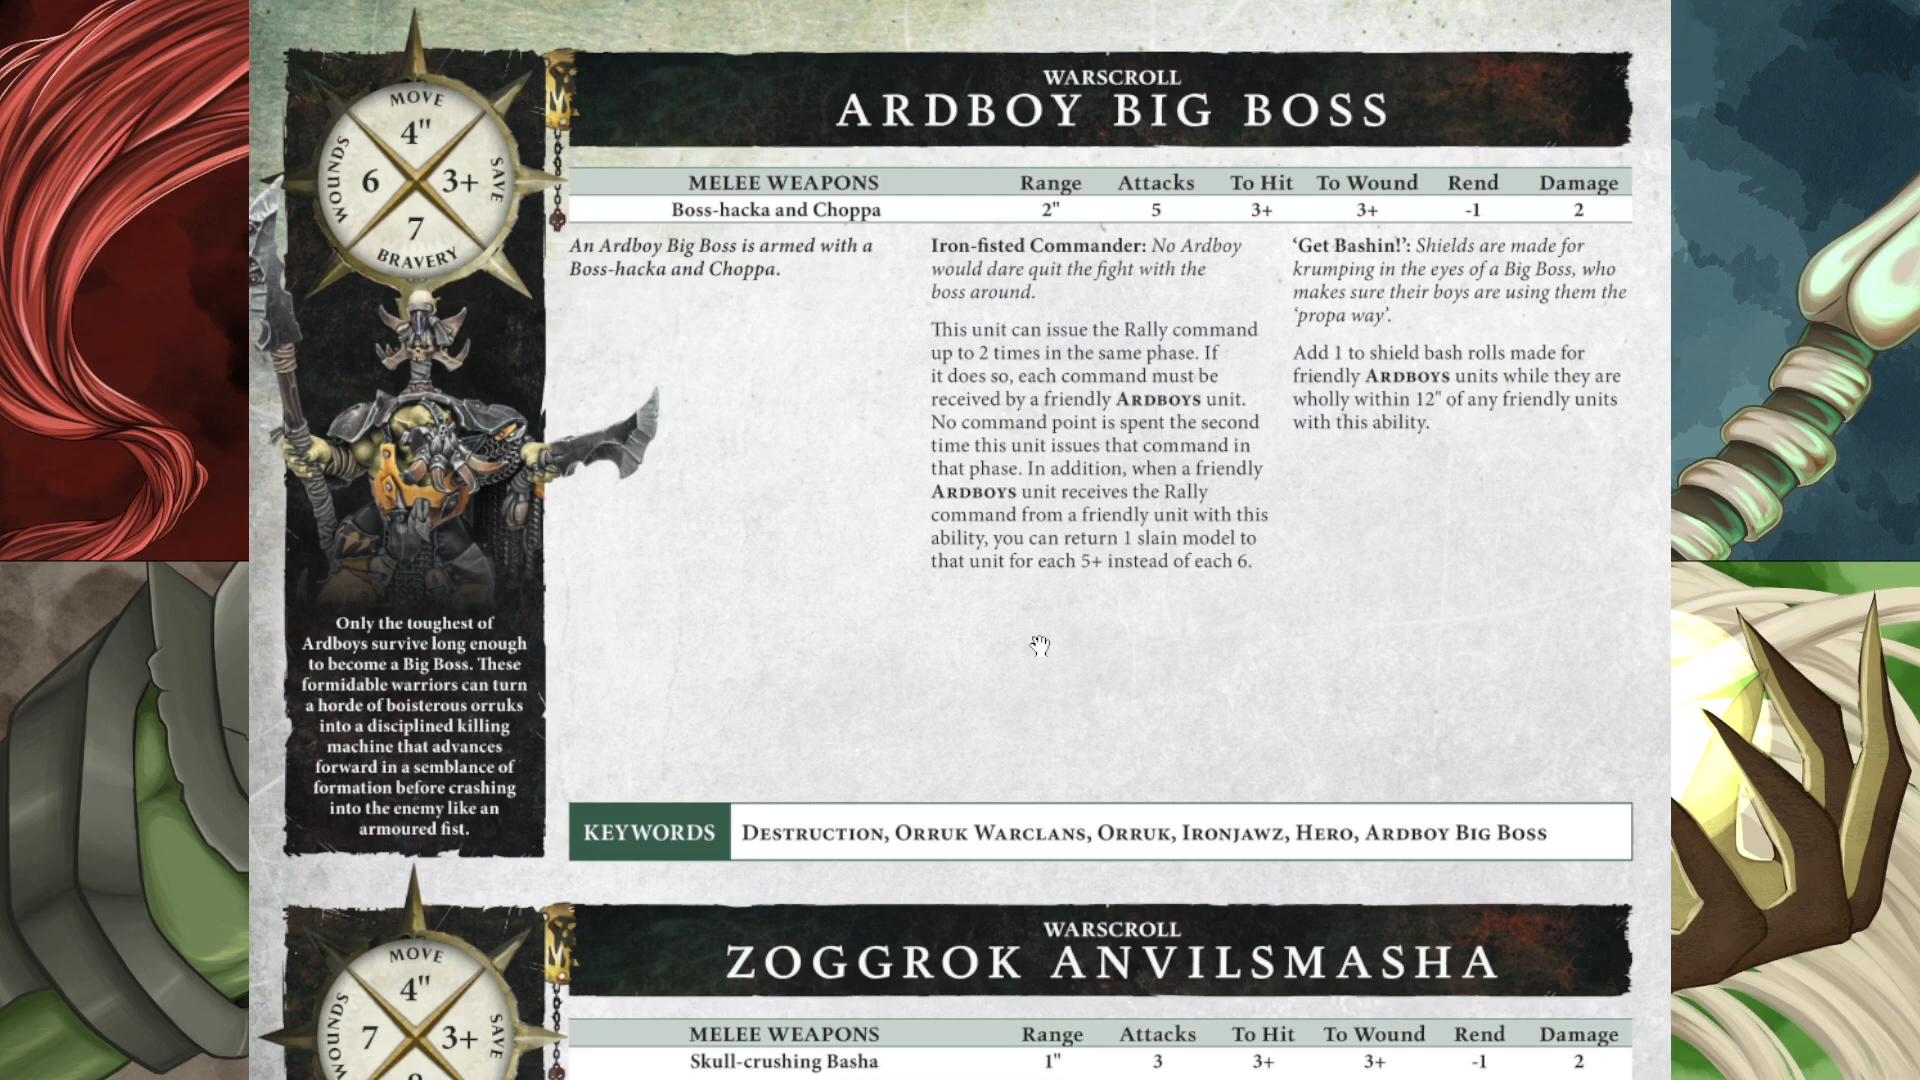 WARSCROLL
ARDBOY BIG BOSS
MOVE
4"
WOUNDS
6
3+
SAVE
7
BRAVERY
MELEE WEAPONS Range Attacks To Hit To Wound Rend Damage
Boss-hacka and Choppa 2" 5 3+ 3+ -1 2
An Ardboy Big Boss is armed with a
Boss-hacka and Choppa.
Iron-fisted Commander: No Ardboy
would dare quit the fight with the
boss around.
This unit can issue the Rally command
up to 2 times in the same phase. If
it does so, each command must be
received by a friendly ARDBOYS unit.
No command point is spent the second
time this unit issues that command in
that phase. In addition, when a friendly
ARDBOYS unit receives the Rally
command from a friendly unit with this
ability, you can return 1 slain model to
that unit for each 5+ instead of each 6.
‘Get Bashin!’: Shields are made for
krumping in the eyes of a Big Boss, who
makes sure their boys are using them the
‘propa way’.
Add 1 to shield bash rolls made for
friendly ARDBOYS units while they are
wholly within 12" of any friendly units
with this ability.
Only the toughest of
Ardboys survive long enough
to become a Big Boss. These
formidable warriors can turn
a horde of boisterous orruks
into a disciplined killing
machine that advances
forward in a semblance of
formation before crashing
into the enemy like an
armoured fist.
KEYWORDS DESTRUCTION, ORRUK WARCLANS, ORRUK, IRONJAWZ, HERO, ARDBOY BIG BOSS
WARSCROLL
ZOGGROK ANVILSMASHA
MOVE
4"
WOUNDS
7
3+
SAVE
MELEE WEAPONS Range Attacks To Hit To Wound Rend Damage
Skull-crushing Basha 1" 3 3+ 3+ -1 2